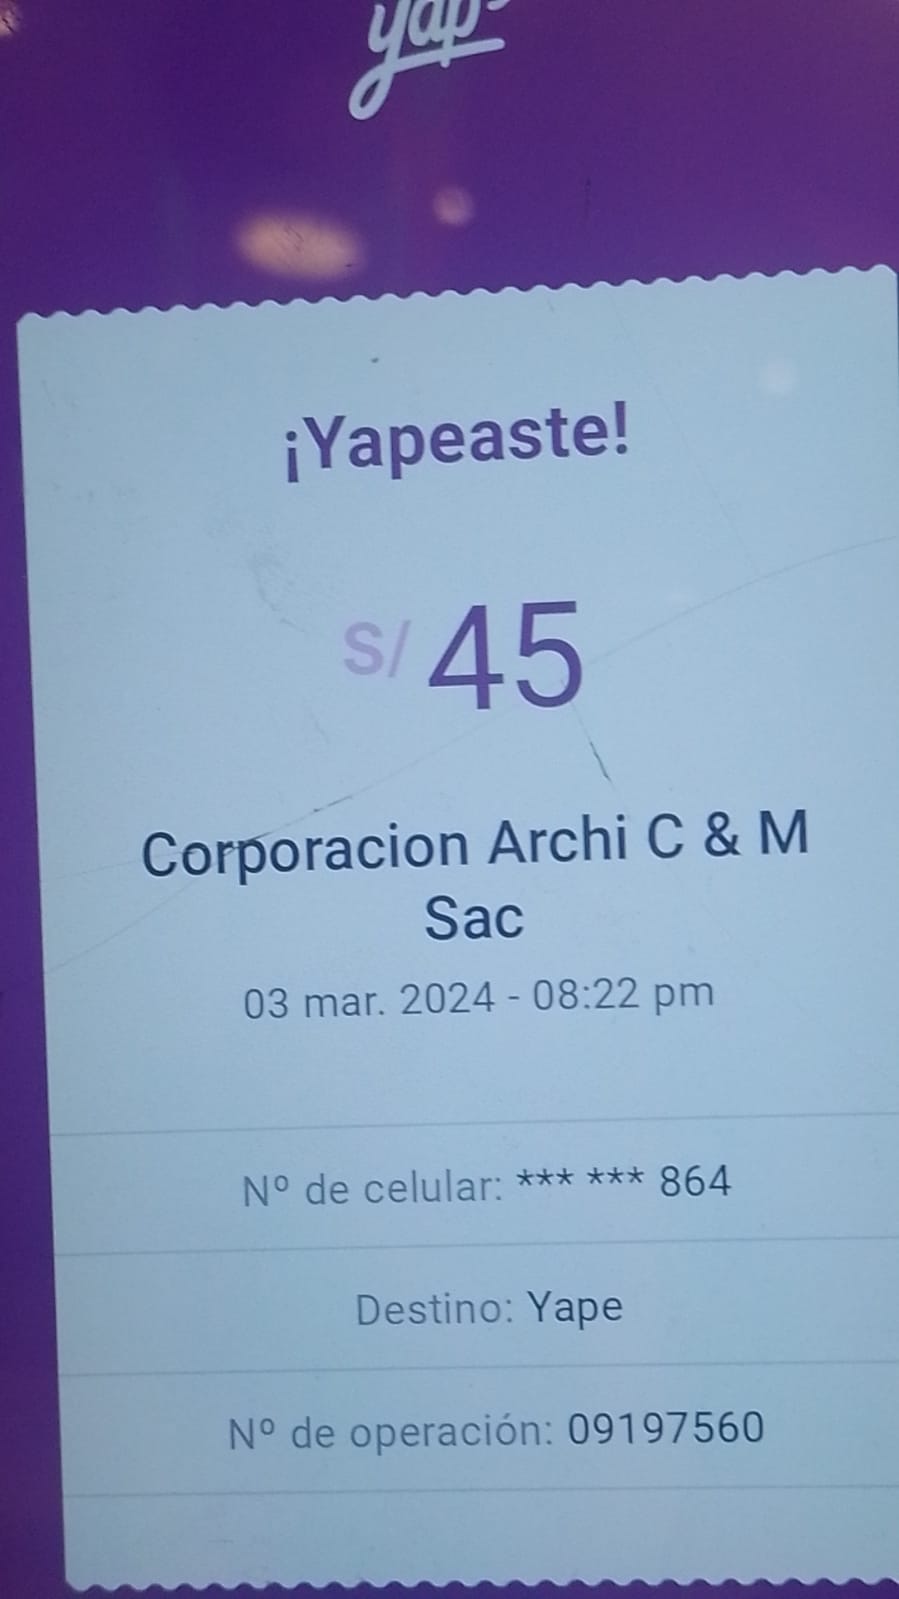 yape
¡Yapeaste!
S/ 45
Corporacion Archi C & M
Sac
03 mar. 2024 - 08:22 pm
Nº de celular: *** *** 864
Destino: Yape
Nº de operación: 09197560